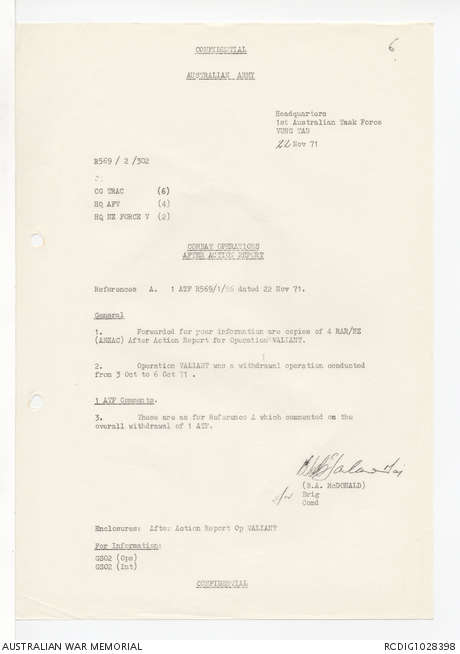 CONFIDENTIAL
6
AUSTRALIAN ARMY
Headquarters
1st Australian Task Force
VUNG TAU
22 Nov 71
R569 / 2 /302
CG TRAC (6)
HQ AFV (4)
HQ NZ FORCE V (2)
COMBAT OPERATIONS
AFTER ACTION REPORT
References A. 1 ATF R569/1/56 dated 22 Nov 71.
General
1. Forwarded for your information are copies of 4 RAR/NZ
(ANZAC) After Action Report for Operation VALIANT.
2. Operation VALIANT was a withdrawal operation conducted
from 3 Oct to 6 Oct 71 .
1 ATF Comments.
3. These are as for Reference A which commented on the
overall withdrawal of 1 ATF.
(B.A. McDONALD)
Brig
Comd
Enclosures: After Action Report Op VALIANT
For Information:
GSO2 (Ops)
GSO2 (Int)
CONFIDENTIAL
AUSTRALIAN WAR MEMORIAL
RCDIG1028398